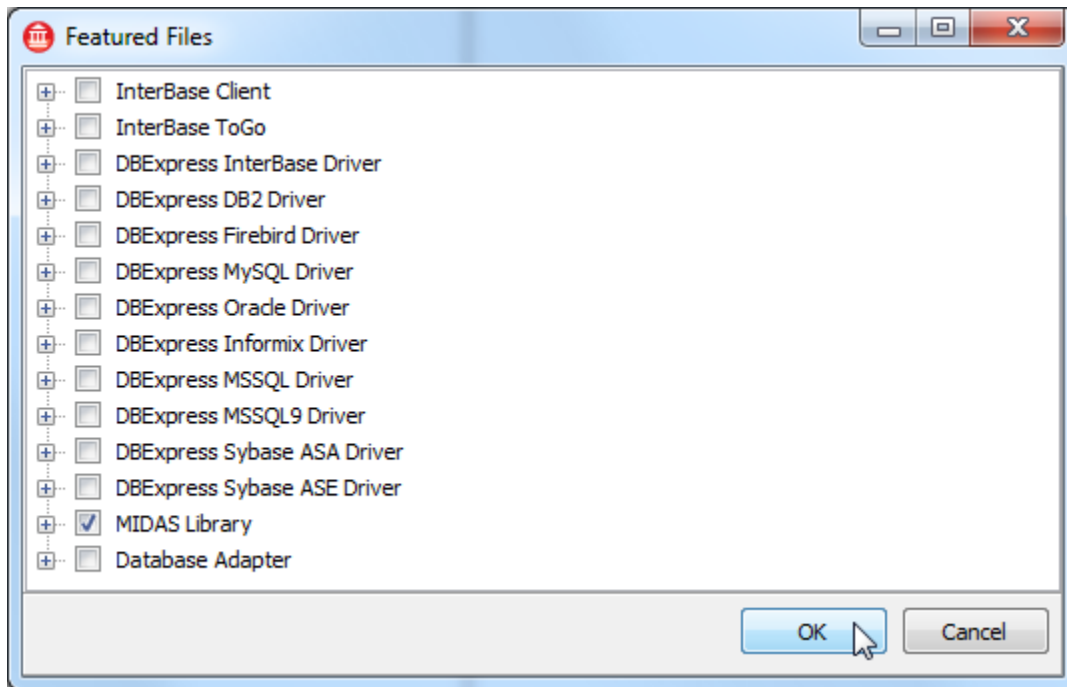 Featured Files
InterBase Client
InterBase ToGo
DBExpress InterBase Driver
DBExpress DB2 Driver
DBExpress Firebird Driver
DBExpress MySQL Driver
DBExpress Oracle Driver
DBExpress Informix Driver
DBExpress MSSQL Driver
DBExpress MSSQL9 Driver
DBExpress Sybase ASA Driver
DBExpress Sybase ASE Driver
MIDAS Library
Database Adapter
OK Cancel